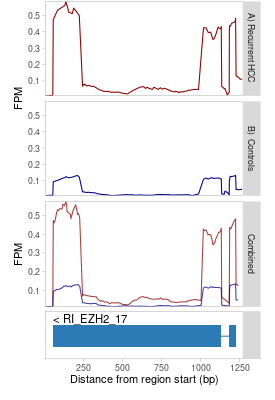 0.5
0.4
0.3
0.2
0.1
FPM
A) Recurrent HCC
0.5
0.4
0.3
0.2
0.1
B) Controls
0.5
0.4
0.3
0.2
0.1
FPM
Combined
< RI_EZH2_17
250 500 750 1000 1250
Distance from region start (bp)